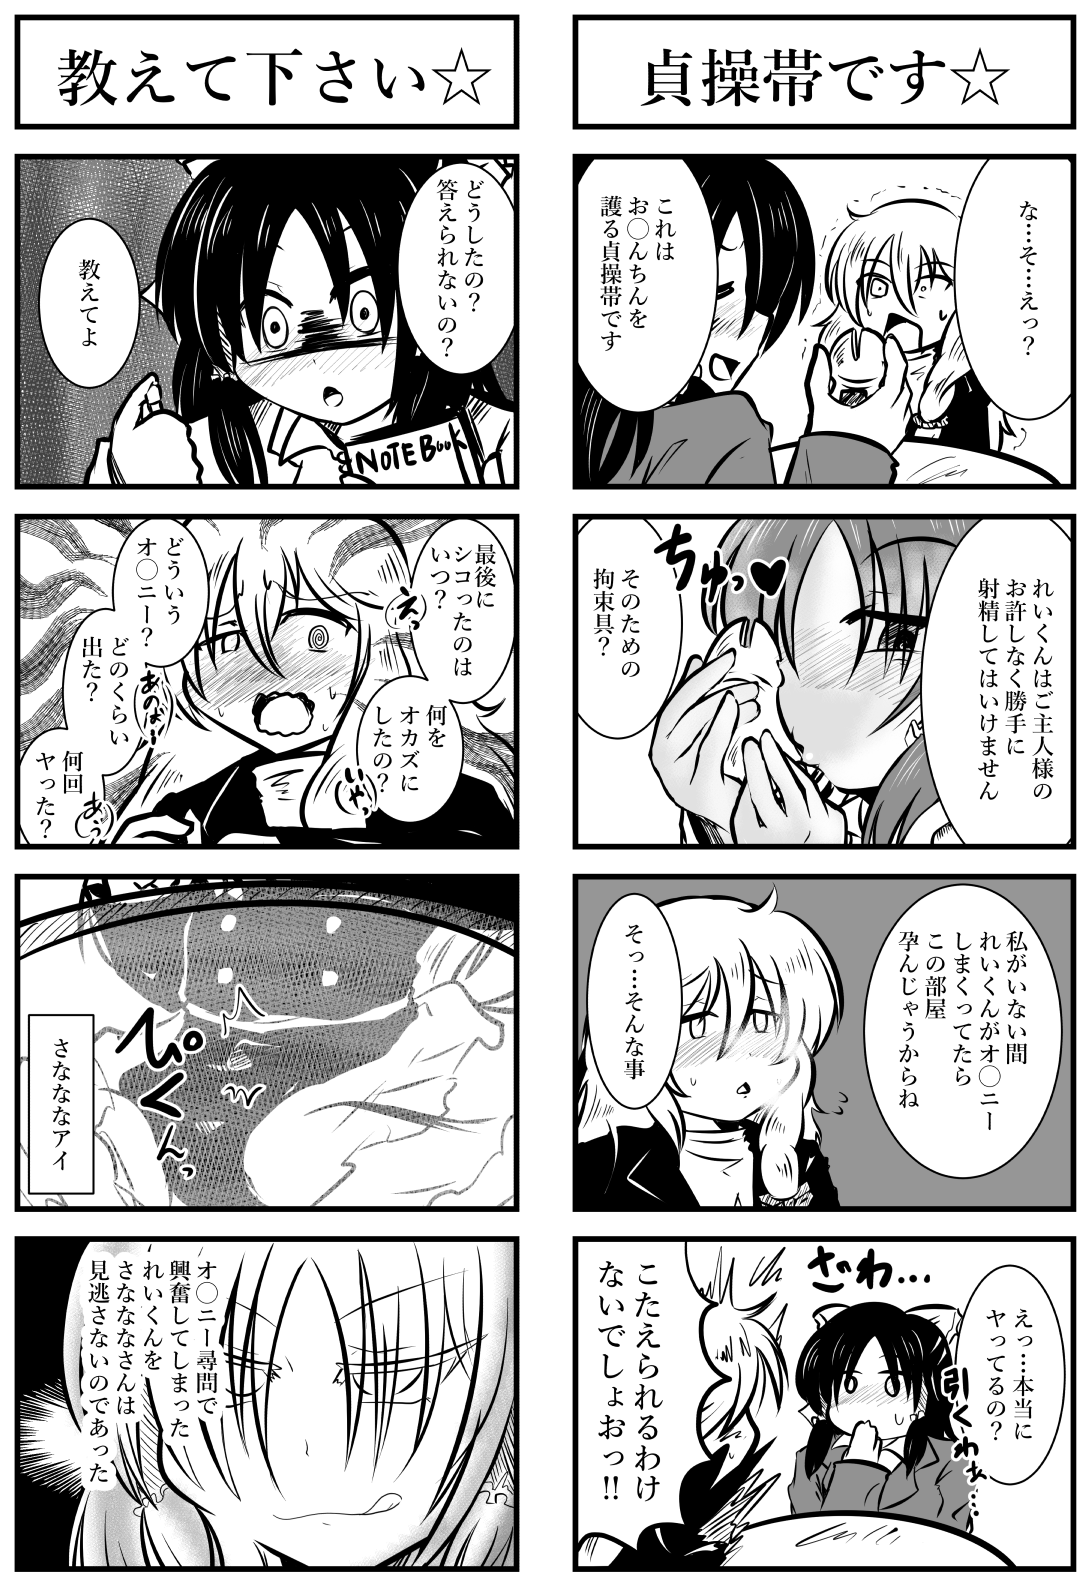 貞操帯です☆
な…そ…えっ？
これは
お◯んちんを
護る貞操帯です
れいくんはご主人様の
お許しなく勝手に
射精してはいけません
ちゅっ♥
そのための
拘束具？
私がいない間
れいくんがオ◯ニー
しまくってたら
この部屋
孕んじゃうからね
そっ…そんな事
えっ…本当に
ヤってるの？
ざわ…
引くわぁ…
こたえられるわけ
ないでしょおっ!!
教えて下さい☆
どうしたの？
答えられないの？
教えてよ
NOTEBook
最後に
シコったのは
いつ？
えっ
何を
オカズに
したの？
いやっ
どういう
オ◯ニー？
あのぉ…
どのくらい
出た？
何回
ヤった？
あぅ
ぴくんっ
さなななアイ
オ◯ニー尋問で
興奮してしまった
れいくんを
さなななさんは
見逃さないのであった